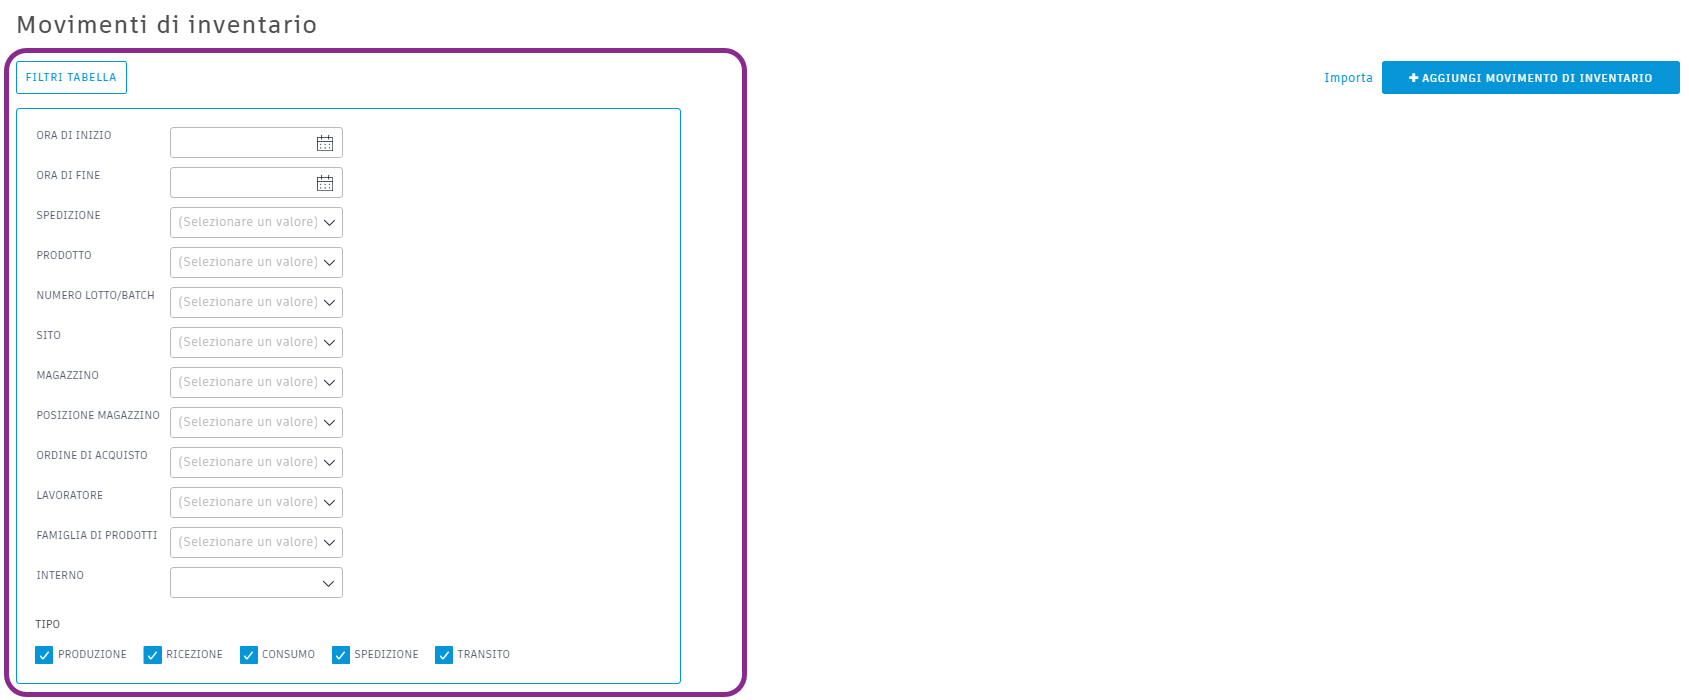 Movimenti di inventario
FILTRI TABELLA
Importa
AGGIUNGI MOVIMENTO DI INVENTARIO
ORA DI INIZIO
ORA DI FINE
SPEDIZIONE (Selezionare un valore)
PRODOTTO (Selezionare un valore)
NUMERO LOTTO/BATCH (Selezionare un valore)
SITO (Selezionare un valore)
MAGAZZINO (Selezionare un valore)
POSIZIONE MAGAZZINO (Selezionare un valore)
ORDINE DI ACQUISTO (Selezionare un valore)
LAVORATORE (Selezionare un valore)
FAMIGLIA DI PRODOTTI (Selezionare un valore)
INTERNO
TIPO
PRODUZIONE RICEZIONE CONSUMO SPEDIZIONE TRANSITO